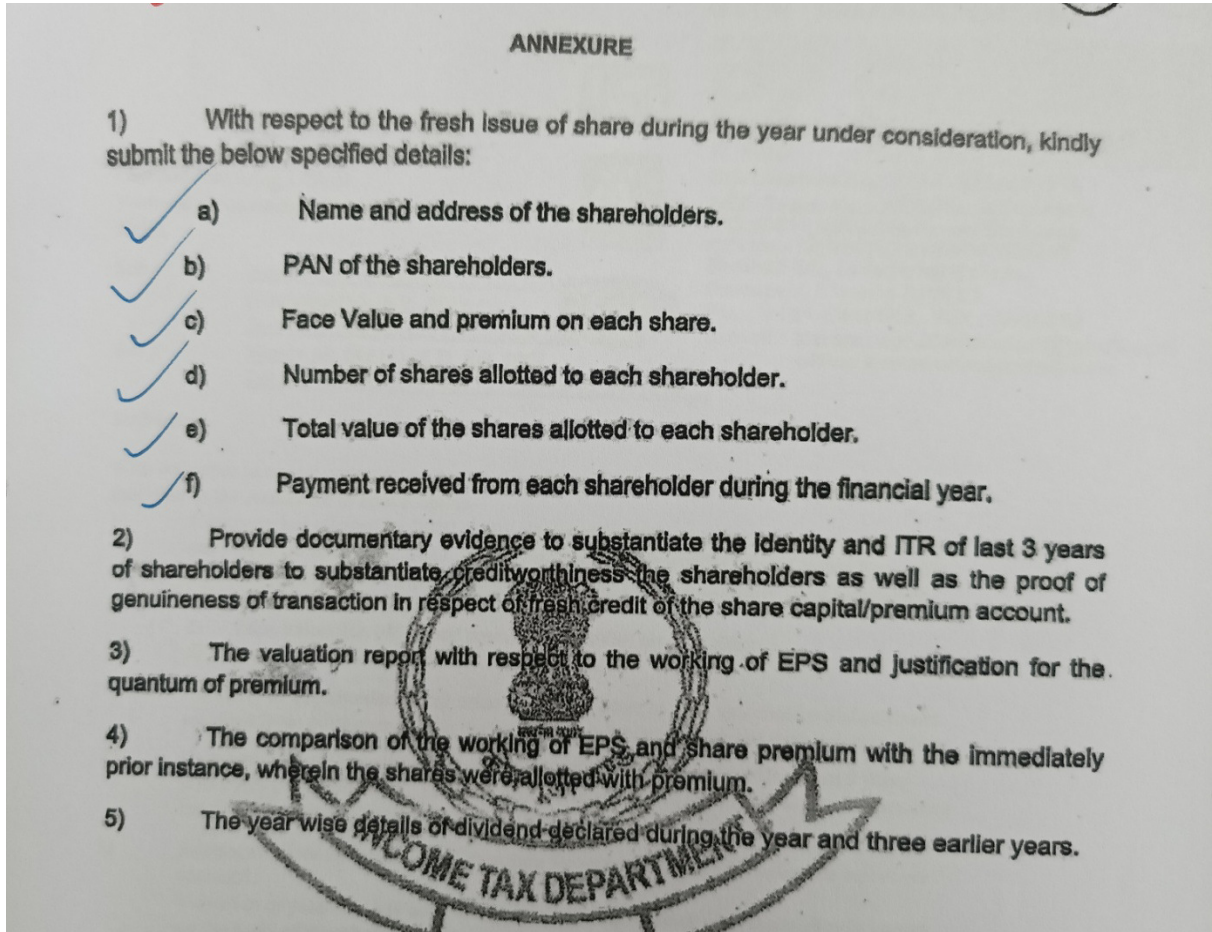 ANNEXURE
1) With respect to the fresh issue of share during the year under consideration, kindly
submit the below specified details:
a) Name and address of the shareholders.
b) PAN of the shareholders.
c) Face Value and premium on each share.
d) Number of shares allotted to each shareholder.
e) Total value of the shares allotted to each shareholder.
f) Payment received from each shareholder during the financial year.
2) Provide documentary evidence to substantiate the identity and ITR of last 3 years
of shareholders to substantiate creditworthiness the shareholders as well as the proof of
genuineness of transaction in respect of fresh credit of the share capital/premium account.
3) The valuation report with respect to the working of EPS and justification for the
quantum of premium.
4) The comparison of the working of EPS and share premium with the immediately
prior instance, wherein the shares were allotted with premium.
5) The year wise details of dividend declared during the year and three earlier years.
INCOME TAX DEPARTMENT